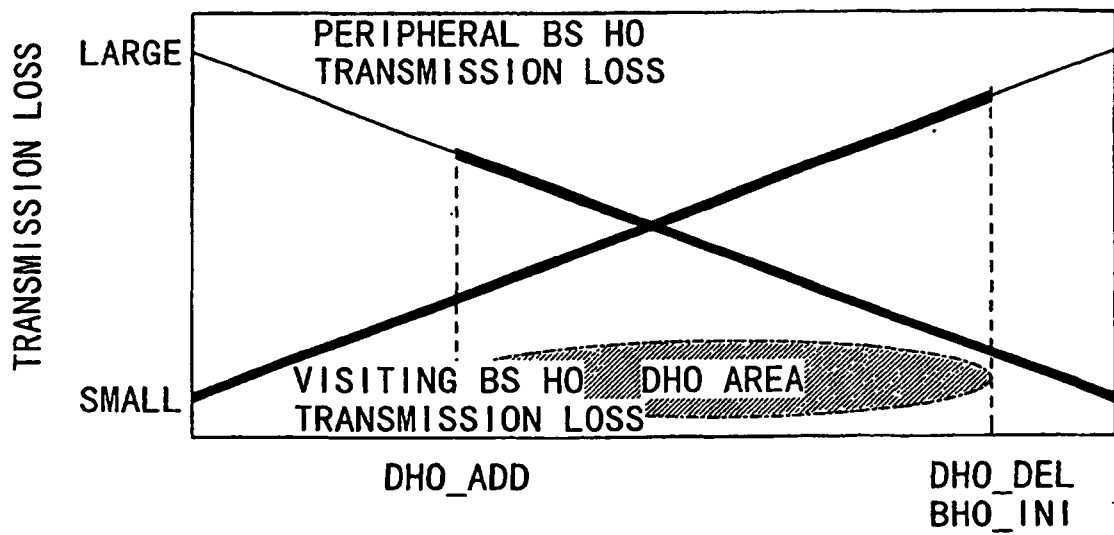 TRANSMISSION LOSS
LARGE
SMALL
PERIPHERAL BS HO
TRANSMISSION LOSS
VISITING BS HO
TRANSMISSION LOSS
DHO AREA
DHO_ADD
DHO_DEL
BHO_INI